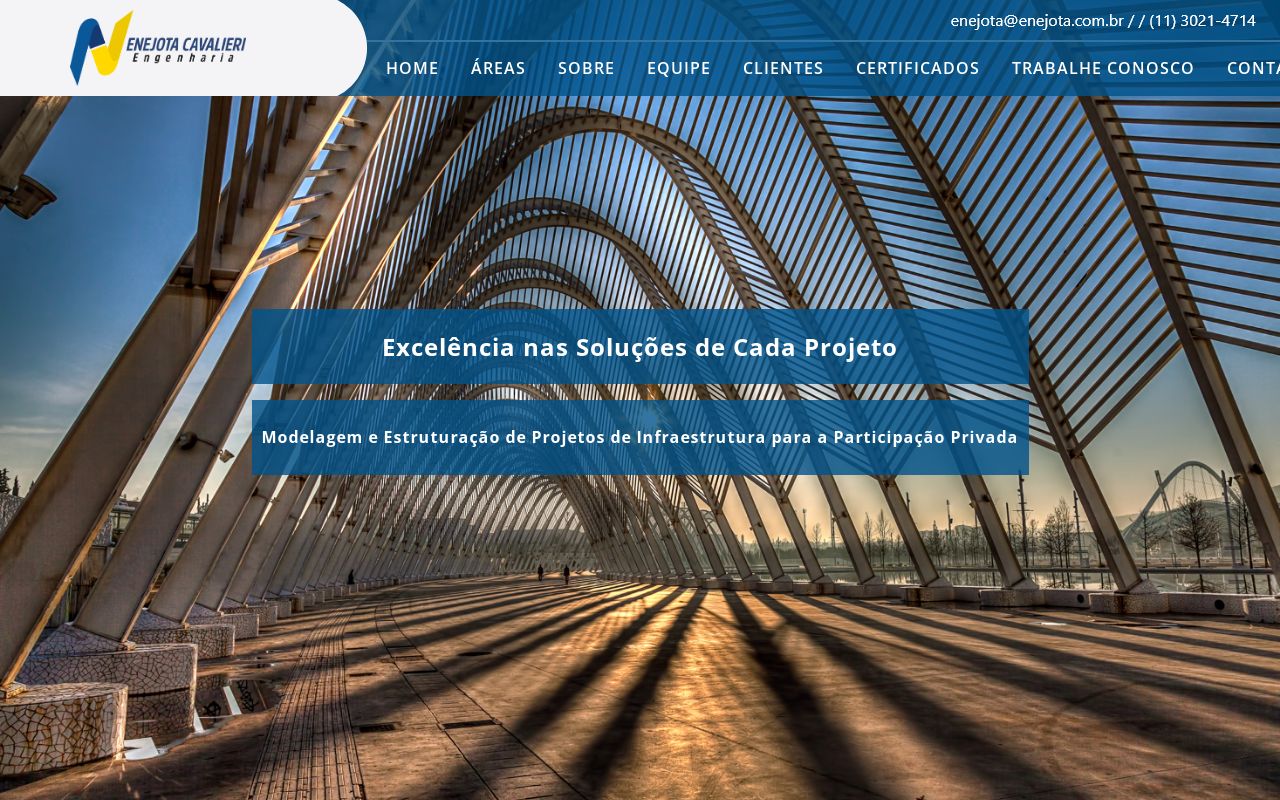 ENEJOTA CAVALIERI
Engenharia
enejota@enejota.com.br / / (11) 3021-4714
HOME ÁREAS SOBRE EQUIPE CLIENTES CERTIFICADOS TRABALHE CONOSCO CONTA
Excelência nas Soluções de Cada Projeto
Modelagem e Estruturação de Projetos de Infraestrutura para a Participação Privada